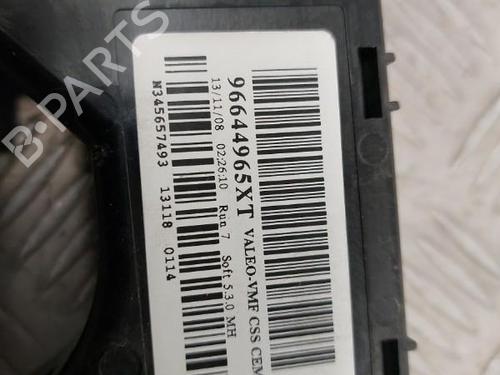 96644965XT VALEO-VMF CSS CEM
13/11/08 02:26:10 Run 7 Soft 5.3.0 MH
N345657493 13118 0114
B-PARTS